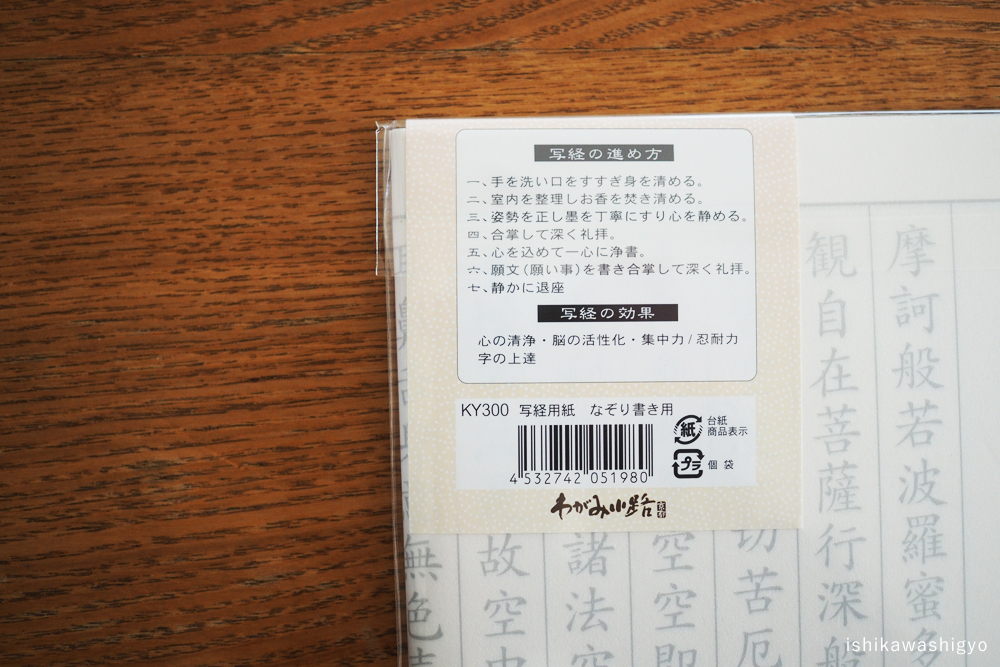 写経の進め方
一、手を洗い口をすすぎ身を清める。
二、室内を整理しお香を焚き清める。
三、姿勢を正し墨を丁寧にすり心を静める。
四、合掌して深く礼拝。
五、心を込めて一心に浄書。
六、願文（願い事）を書き合掌して深く礼拝。
七、静かに退座
写経の効果
心の清浄・脳の活性化・集中力/忍耐力
字の上達
KY300 写経用紙 なぞり書き用
紙
台紙
商品表示
プラ
個 袋
4 532742 051980
わがみ小路 京都
摩訶般若波羅蜜
観自在菩薩行深般
切苦厄
空空即
諸法空
故空中
無色
ishikawashigyo